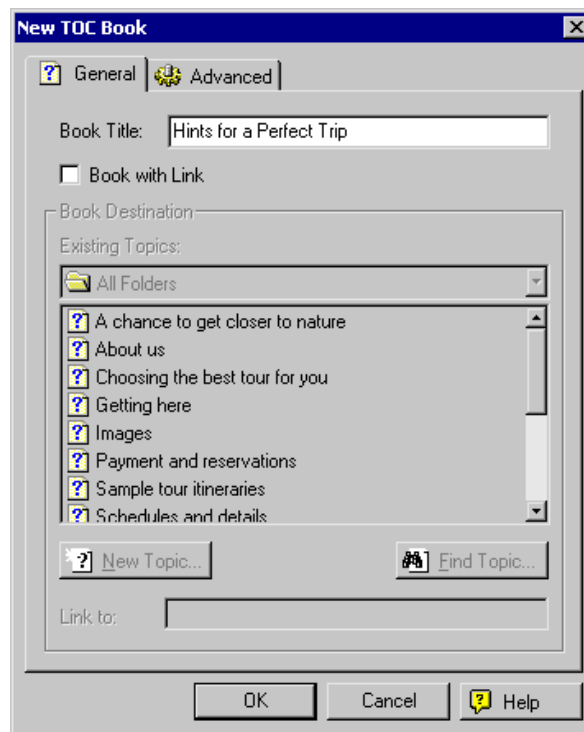 New TOC Book
General Advanced
Book Title: Hints for a Perfect Trip
Book with Link
Book Destination
Existing Topics:
All Folders
A chance to get closer to nature
About us
Choosing the best tour for you
Getting here
Images
Payment and reservations
Sample tour itineraries
Schedules and details
New Topic... Find Topic...
Link to:
OK Cancel Help